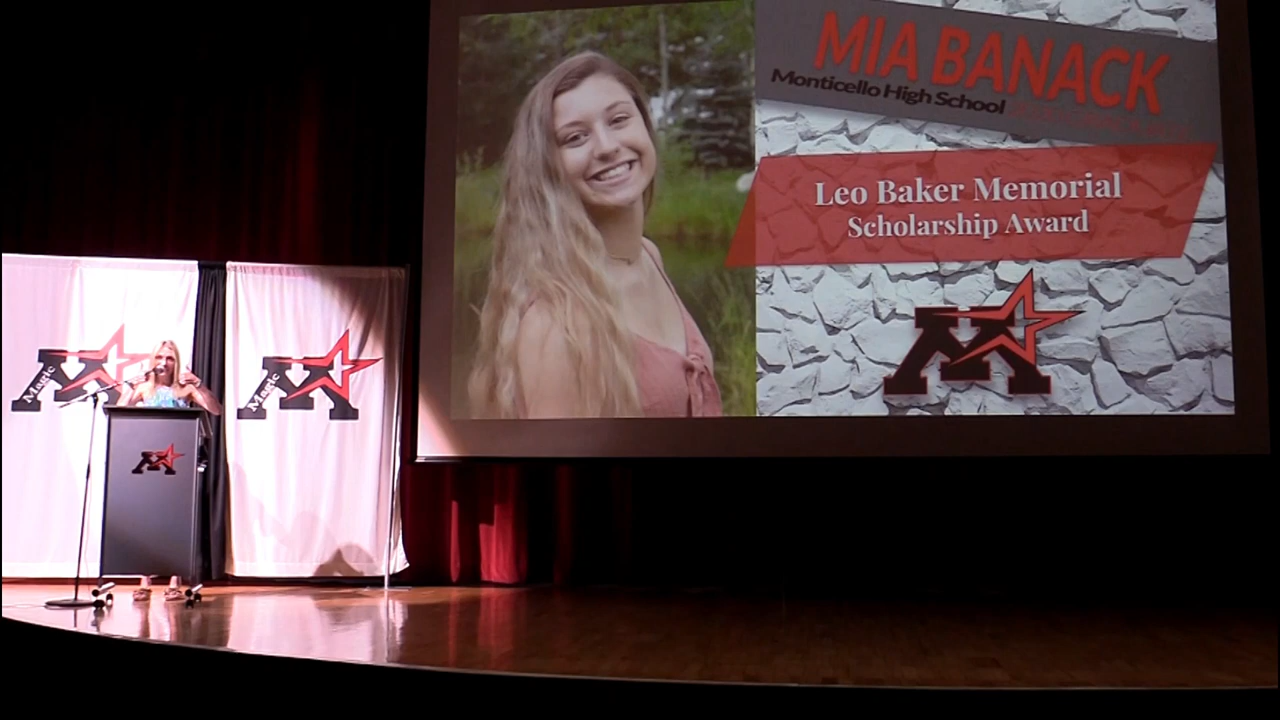 MIA BANACK
Monticello High School
Leo Baker Memorial
Scholarship Award
M
Magic
M
Magic
M
M